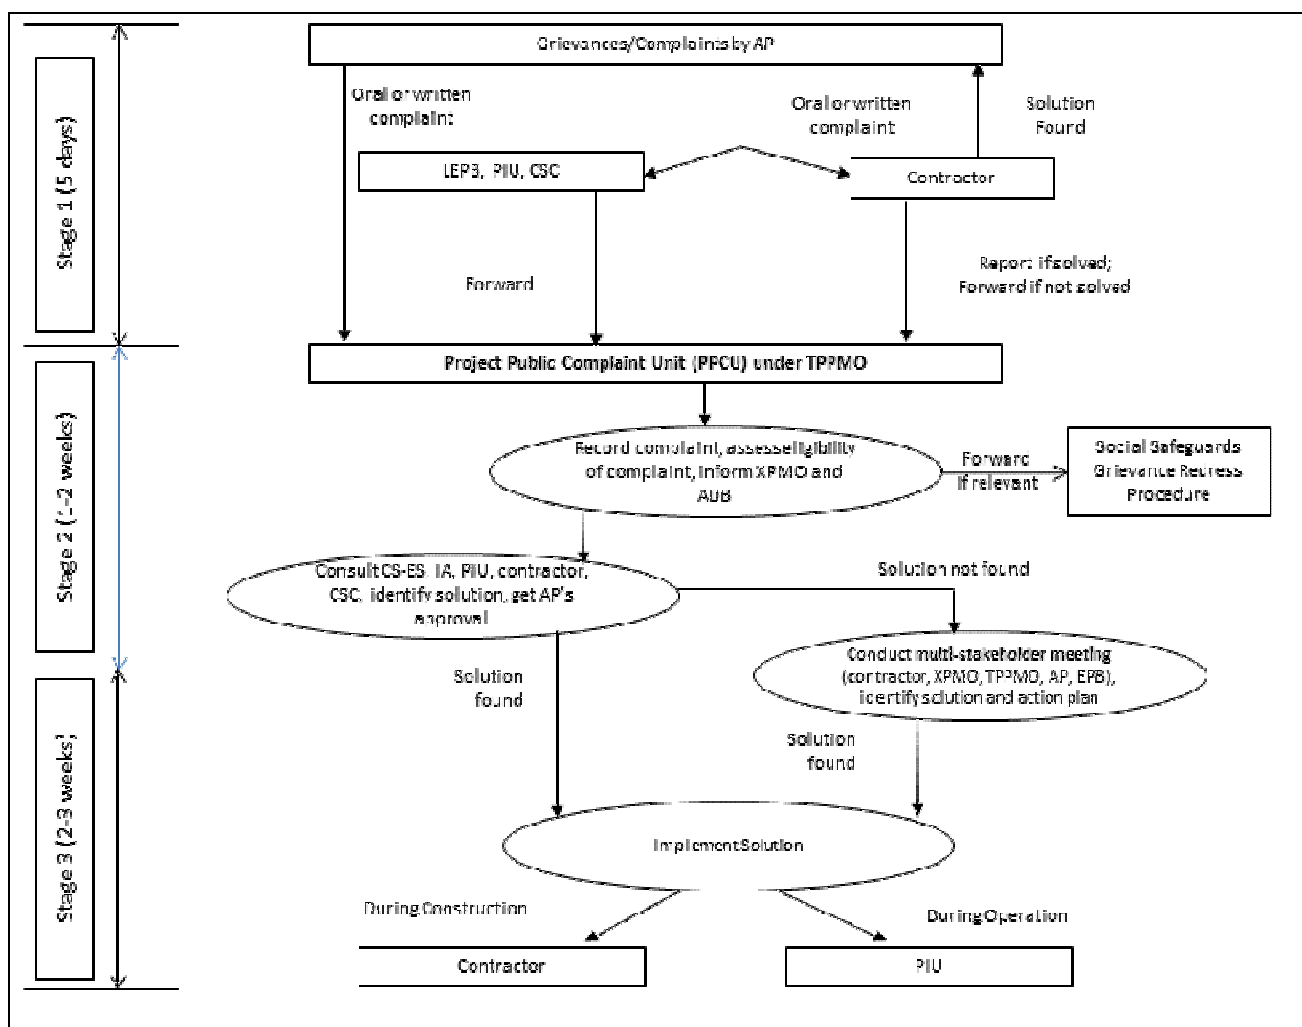 Grievances/Complaints by AP
Oral or written
complaint
Oral or written
complaint
Solution
Found
LEPB, PIU, CSC
Contractor
Stage 1 (5 days)
Forward
Report if solved;
Forward if not solved
Project Public Complaint Unit (PPCU) under TPPMO
Stage 2 (1-2 weeks)
Record complaint, assess eligibility
of complaint, inform XPMO and
ADB
Forward
if relevant
Social Safeguards
Grievance Redress
Procedure
Consult CS-ES, IA, PIU, contractor,
CSC, identify solution, get AP's
approval
Solution not found
Conduct multi-stakeholder meeting
(contractor, XPMO, TPPMO, AP, EPB),
identify solution and action plan
Solution
found
Solution
found
Stage 3 (2-3 weeks)
Implement Solution
During Construction
During Operation
Contractor
PIU